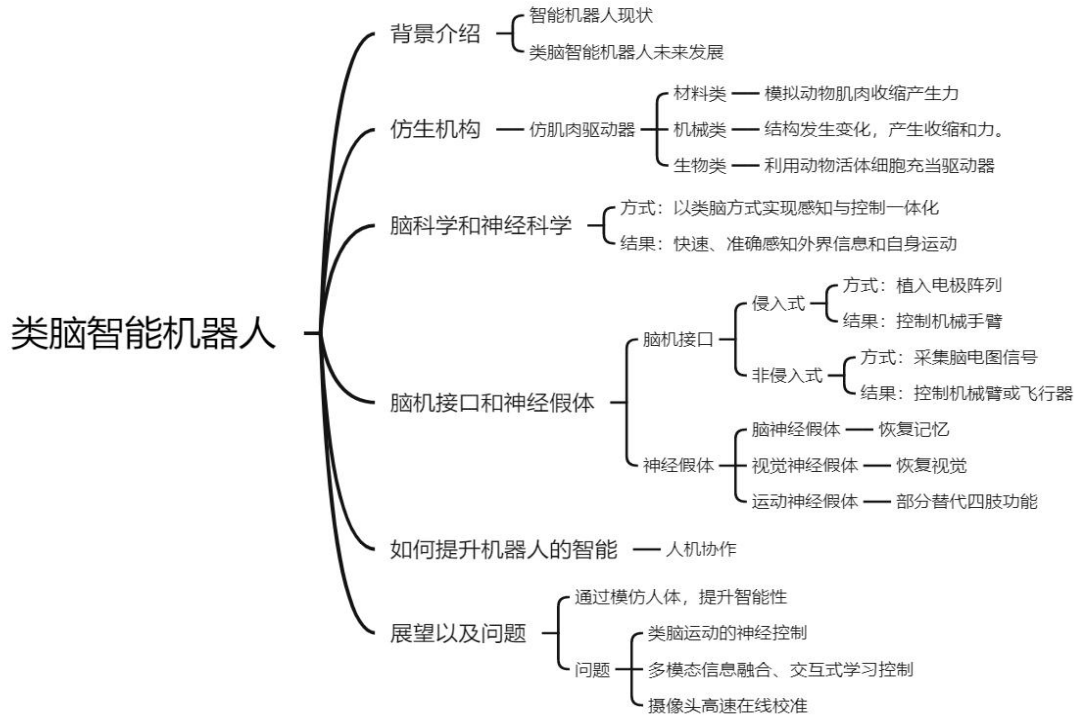 类脑智能机器人
背景介绍
智能机器人现状
类脑智能机器人未来发展
仿生机构
仿肌肉驱动器
材料类
模拟动物肌肉收缩产生力
机械类
结构发生变化，产生收缩和力。
生物类
利用动物活体细胞充当驱动器
脑科学和神经科学
方式：以类脑方式实现感知与控制一体化
结果：快速、准确感知外界信息和自身运动
脑机接口和神经假体
脑机接口
侵入式
方式：植入电极阵列
结果：控制机械手臂
非侵入式
方式：采集脑电图信号
结果：控制机械臂或飞行器
神经假体
脑神经假体
恢复记忆
视觉神经假体
恢复视觉
运动神经假体
部分替代四肢功能
如何提升机器人的智能
人机协作
展望以及问题
通过模仿人体，提升智能性
问题
类脑运动的神经控制
多模态信息融合、交互式学习控制
摄像头高速在线校准